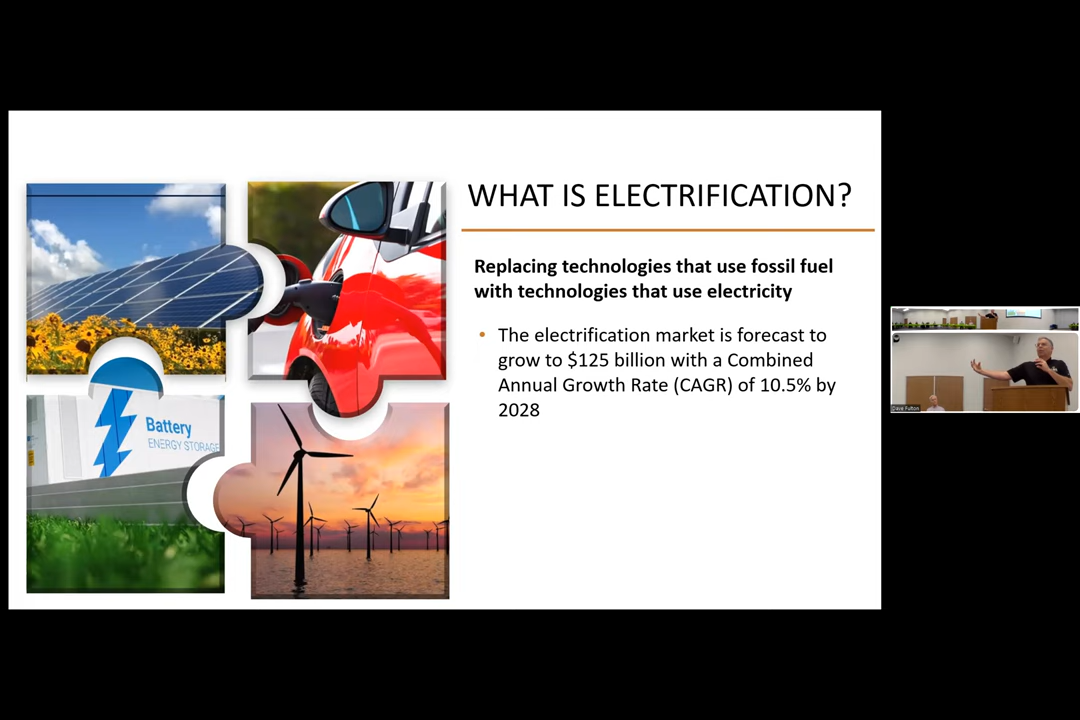 WHAT IS ELECTRIFICATION?
Replacing technologies that use fossil fuel
with technologies that use electricity
• The electrification market is forecast to
grow to $125 billion with a Combined
Annual Growth Rate (CAGR) of 10.5% by
2028
Battery
ENERGY STORAGE
Dave Fulton